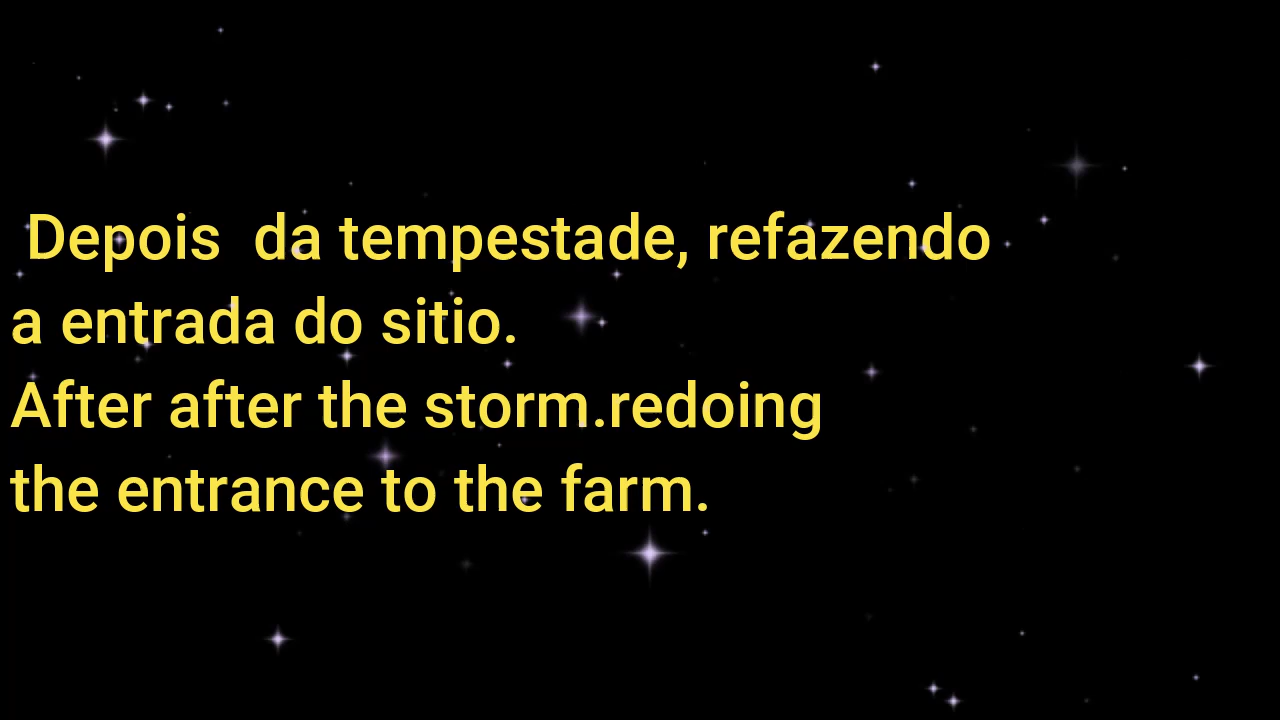 Depois  da tempestade, refazendo
a entrada do sitio.
After after the storm.redoing
the entrance to the farm.